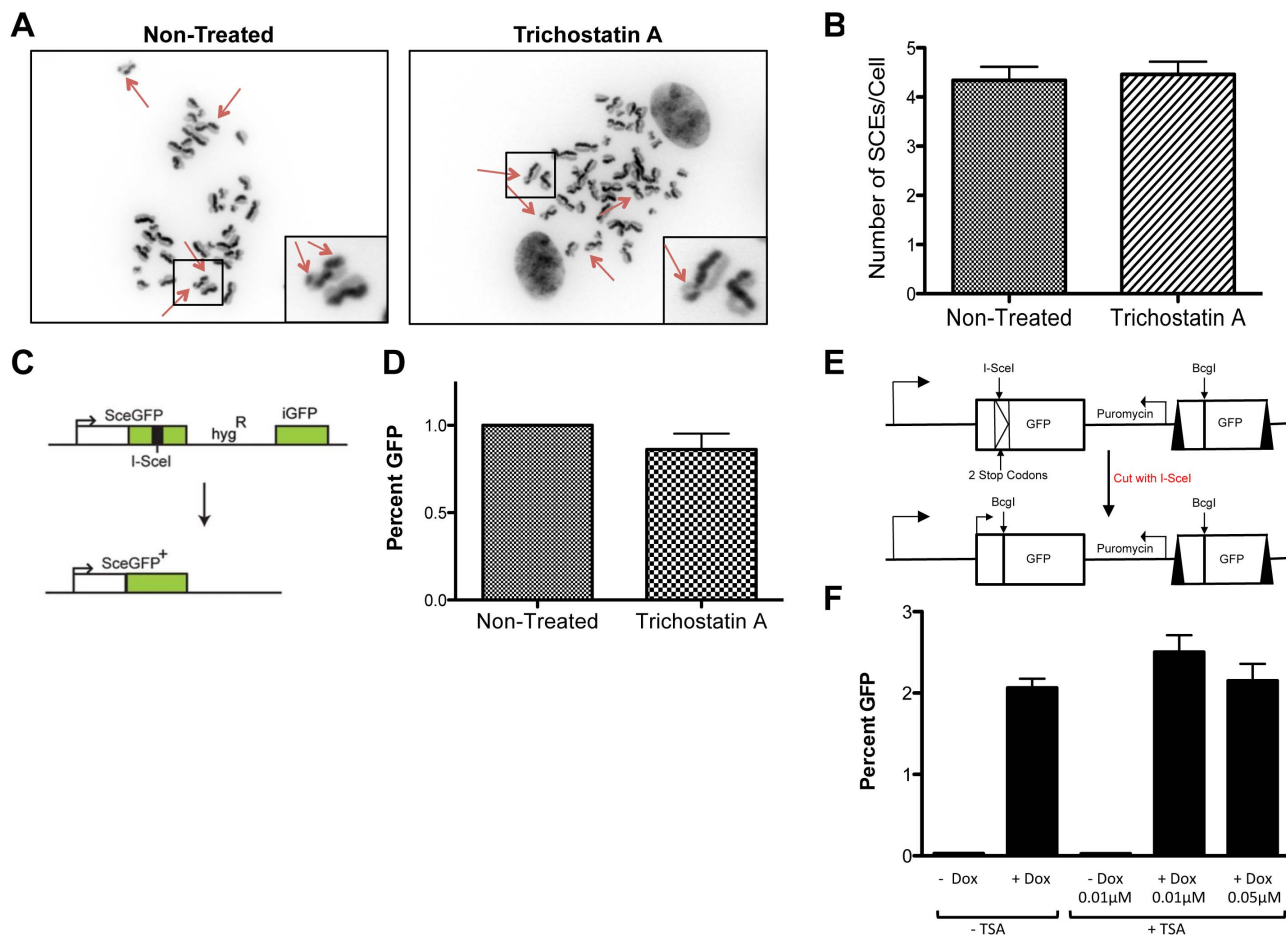 A
Non-Treated
Trichostatin A
B
Number of SCEs/Cell
5
4
3
2
1
0
Non-Treated
Trichostatin A
C
SceGFP
hyg R
iGFP
I-SceI
SceGFP+
D
Percent GFP
1.0
0.5
0.0
Non-Treated
Trichostatin A
E
I-SceI
BcgI
GFP
Puromycin
GFP
2 Stop Codons
Cut with I-SceI
BcgI
BcgI
GFP
Puromycin
GFP
F
Percent GFP
3
2
1
0
- Dox
+ Dox
- Dox
0.01µM
+ Dox
0.01µM
+ Dox
0.05µM
- TSA
+ TSA